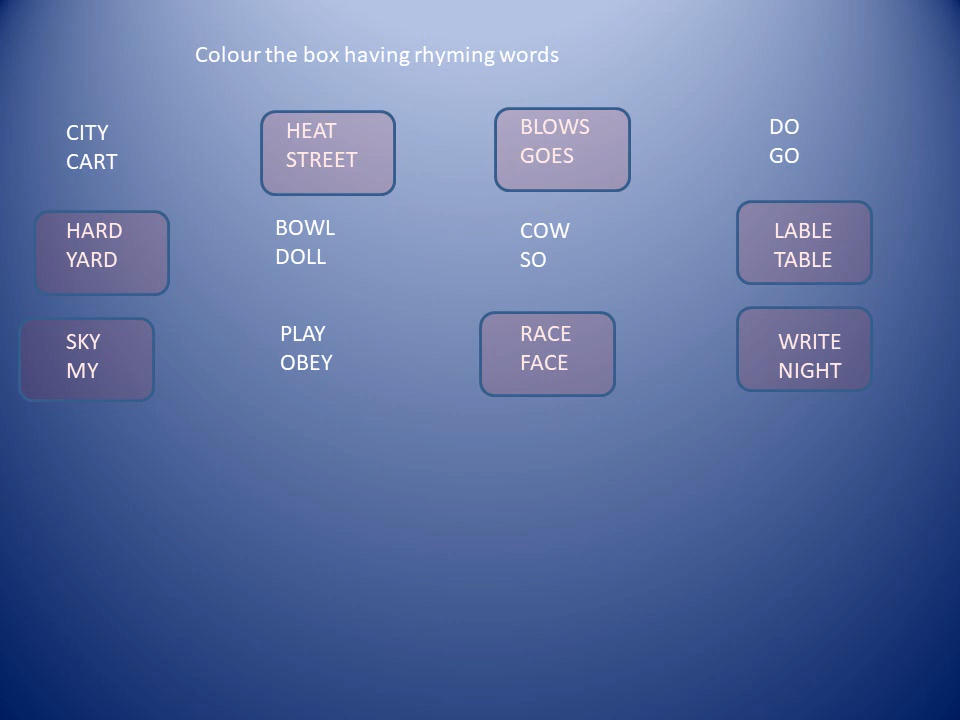 Colour the box having rhyming words
CITY
CART
HEAT
STREET
BLOWS
GOES
DO
GO
HARD
YARD
BOWL
DOLL
COW
SO
LABLE
TABLE
SKY
MY
PLAY
OBEY
RACE
FACE
WRITE
NIGHT